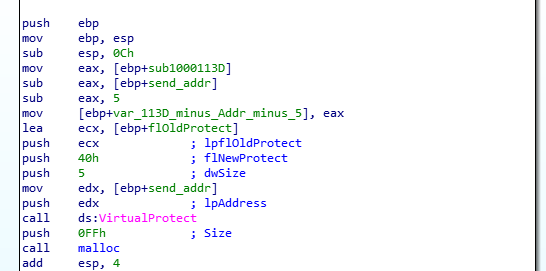 push ebp
mov ebp, esp
sub esp, 0Ch
mov eax, [ebp+sub1000113D]
sub eax, [ebp+send_addr]
sub eax, 5
mov [ebp+var_113D_minus_Addr_minus_5], eax
lea ecx, [ebp+flOldProtect]
push ecx ; lpflOldProtect
push 40h ; flNewProtect
push 5 ; dwSize
mov edx, [ebp+send_addr]
push edx ; lpAddress
call ds:VirtualProtect
push 0FFh ; Size
call malloc
add esp, 4